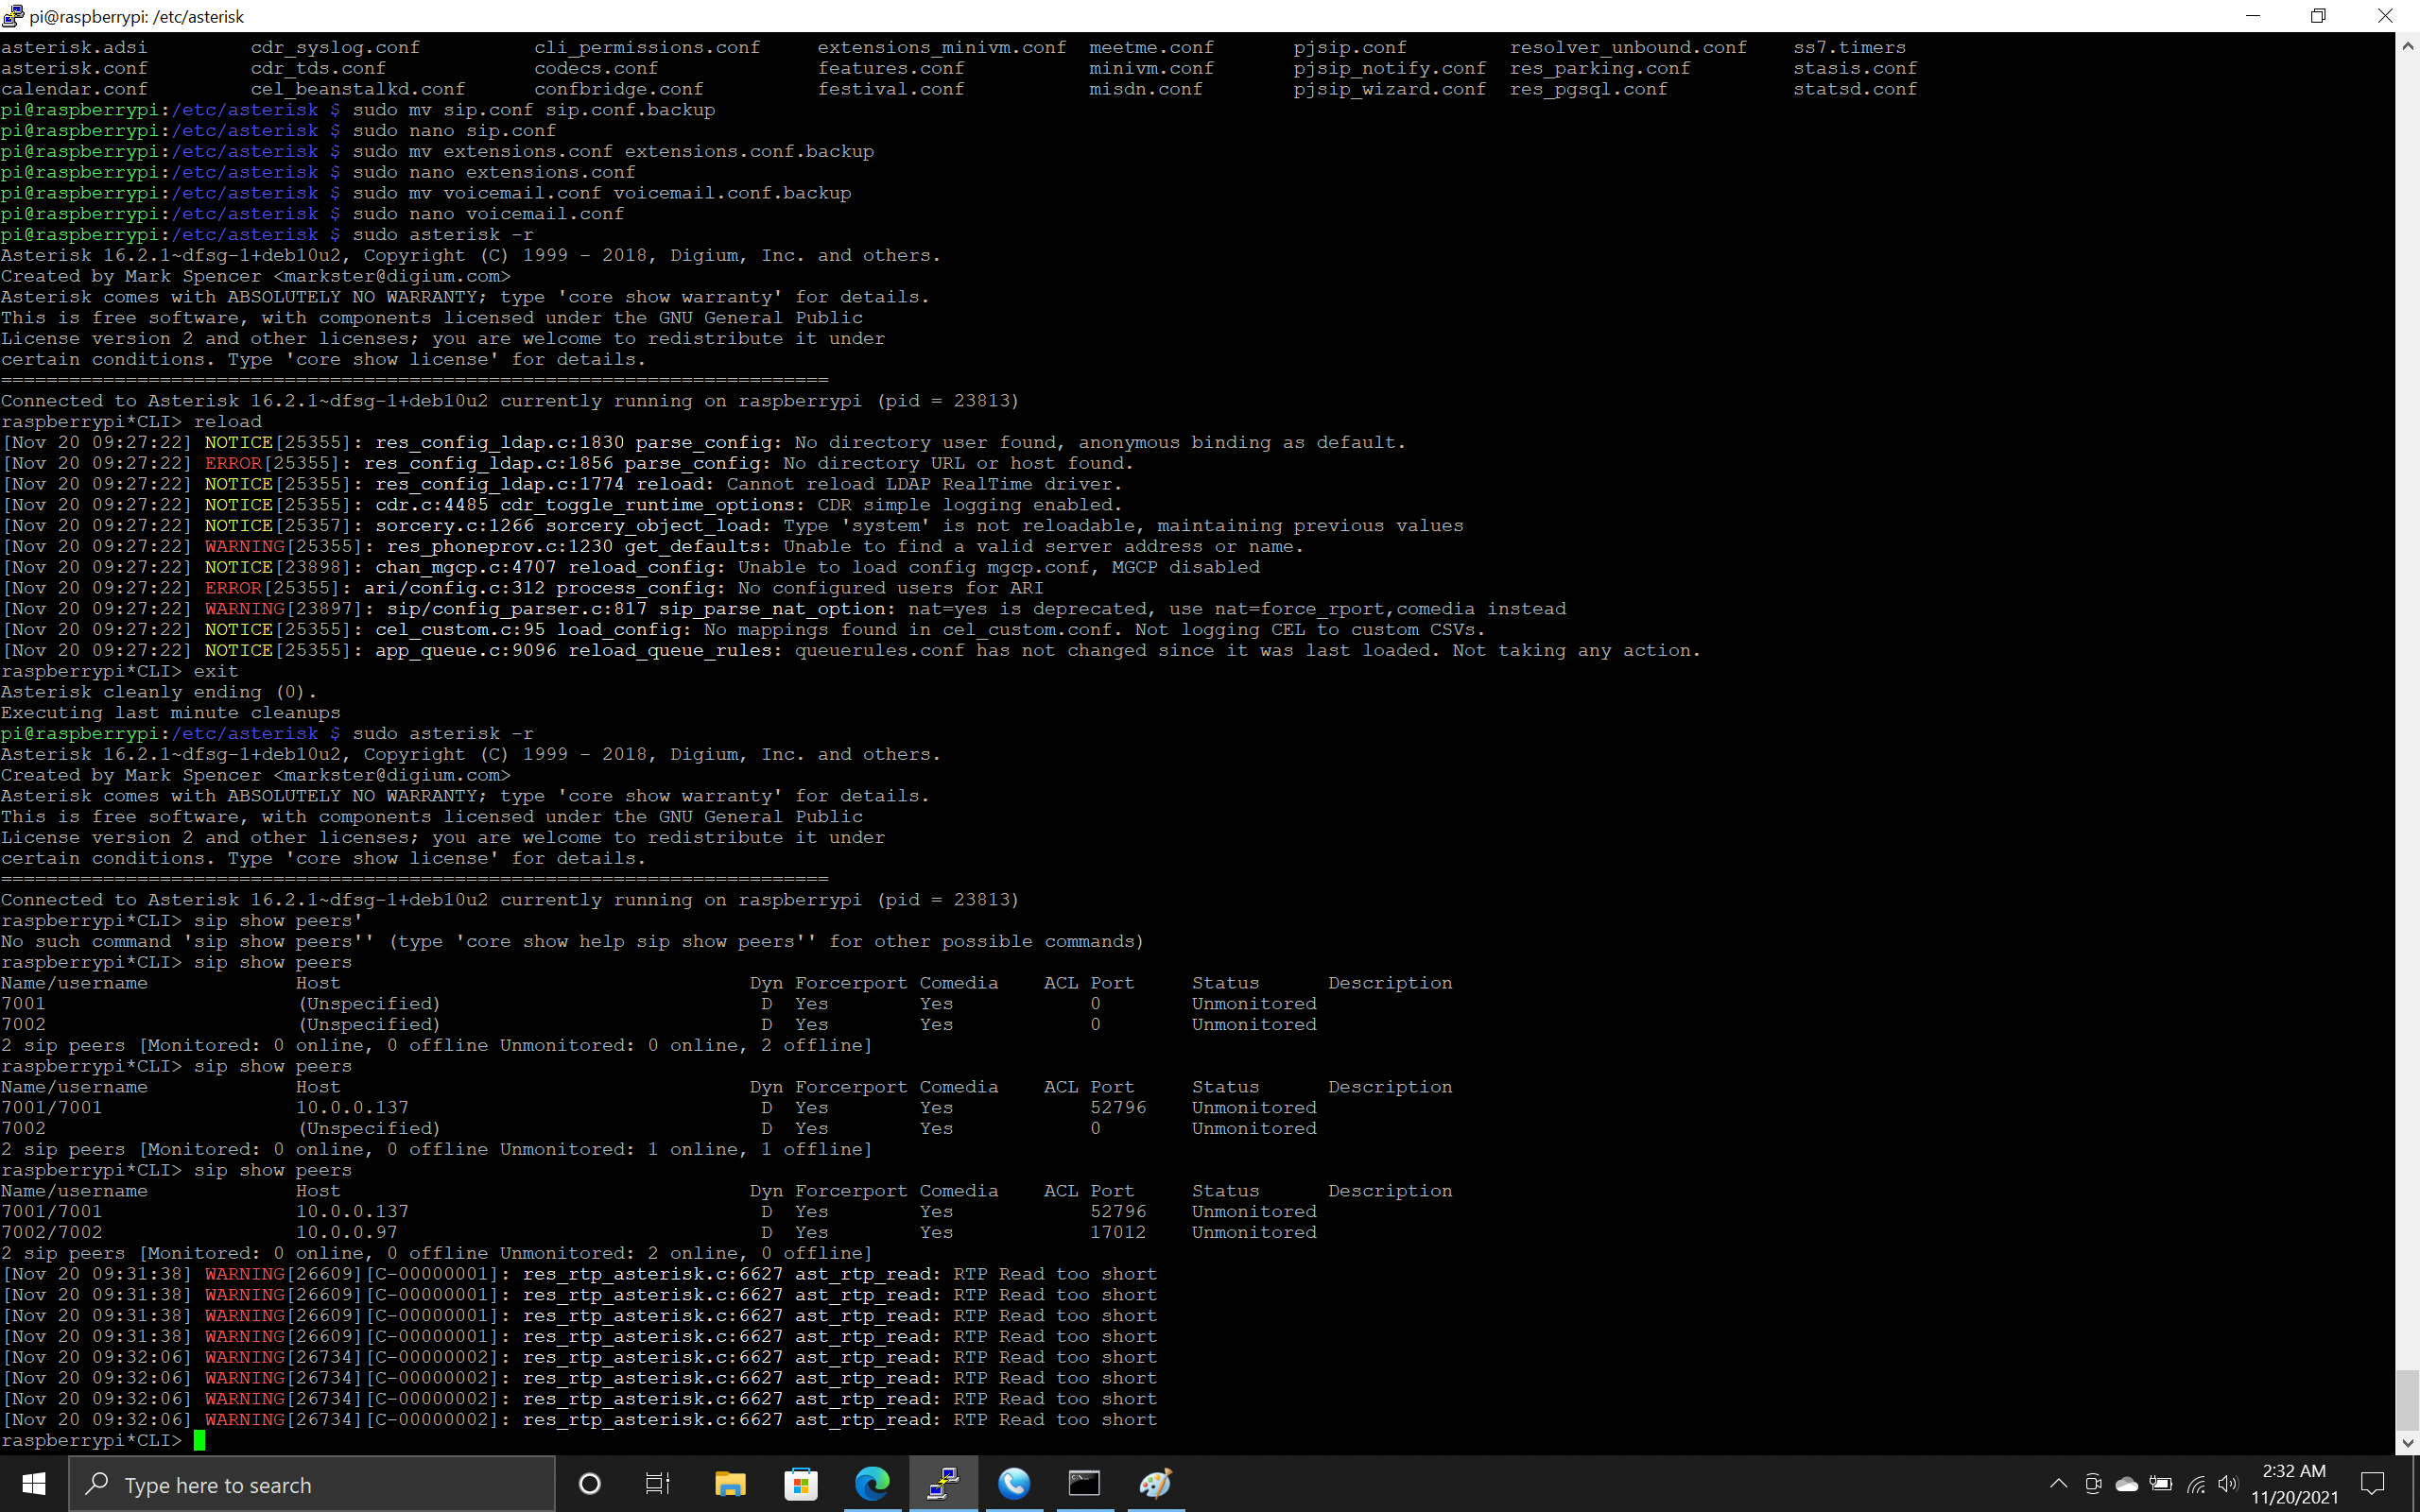 pi@raspberrypi: /etc/asterisk
asterisk.adsi cdr_syslog.conf cli_permissions.conf extensions_minivm.conf meetme.conf pjsip.conf resolver_unbound.conf ss7.timers
asterisk.conf cdr_tds.conf codecs.conf features.conf minivm.conf pjsip_notify.conf res_parking.conf stasis.conf
calendar.conf cel_beanstalkd.conf confbridge.conf festival.conf misdn.conf pjsip_wizard.conf res_pgsql.conf statsd.conf
pi@raspberrypi:/etc/asterisk $ sudo mv sip.conf sip.conf.backup
pi@raspberrypi:/etc/asterisk $ sudo nano sip.conf
pi@raspberrypi:/etc/asterisk $ sudo mv extensions.conf extensions.conf.backup
pi@raspberrypi:/etc/asterisk $ sudo nano extensions.conf
pi@raspberrypi:/etc/asterisk $ sudo mv voicemail.conf voicemail.conf.backup
pi@raspberrypi:/etc/asterisk $ sudo nano voicemail.conf
pi@raspberrypi:/etc/asterisk $ sudo asterisk -r
Asterisk 16.2.1~dfsg-1+deb10u2, Copyright (C) 1999 - 2018, Digium, Inc. and others.
Created by Mark Spencer <markster@digium.com>
Asterisk comes with ABSOLUTELY NO WARRANTY; type 'core show warranty' for details.
This is free software, with components licensed under the GNU General Public
License version 2 and other licenses; you are welcome to redistribute it under
certain conditions. Type 'core show license' for details.
=========================================================================
Connected to Asterisk 16.2.1~dfsg-1+deb10u2 currently running on raspberrypi (pid = 23813)
raspberrypi*CLI> reload
[Nov 20 09:27:22] NOTICE[25355]: res_config_ldap.c:1830 parse_config: No directory user found, anonymous binding as default.
[Nov 20 09:27:22] ERROR[25355]: res_config_ldap.c:1856 parse_config: No directory URL or host found.
[Nov 20 09:27:22] NOTICE[25355]: res_config_ldap.c:1774 reload: Cannot reload LDAP RealTime driver.
[Nov 20 09:27:22] NOTICE[25355]: cdr.c:4485 cdr_toggle_runtime_options: CDR simple logging enabled.
[Nov 20 09:27:22] NOTICE[25357]: sorcery.c:1266 sorcery_object_load: Type 'system' is not reloadable, maintaining previous values
[Nov 20 09:27:22] WARNING[25355]: res_phoneprov.c:1230 get_defaults: Unable to find a valid server address or name.
[Nov 20 09:27:22] NOTICE[23898]: chan_mgcp.c:4707 reload_config: Unable to load config mgcp.conf, MGCP disabled
[Nov 20 09:27:22] ERROR[25355]: ari/config.c:312 process_config: No configured users for ARI
[Nov 20 09:27:22] WARNING[23897]: sip/config_parser.c:817 sip_parse_nat_option: nat=yes is deprecated, use nat=force_rport,comedia instead
[Nov 20 09:27:22] NOTICE[25355]: cel_custom.c:95 load_config: No mappings found in cel_custom.conf. Not logging CEL to custom CSVs.
[Nov 20 09:27:22] NOTICE[25355]: app_queue.c:9096 reload_queue_rules: queuerules.conf has not changed since it was last loaded. Not taking any action.
raspberrypi*CLI> exit
Asterisk cleanly ending (0).
Executing last minute cleanups
pi@raspberrypi:/etc/asterisk $ sudo asterisk -r
Asterisk 16.2.1~dfsg-1+deb10u2, Copyright (C) 1999 - 2018, Digium, Inc. and others.
Created by Mark Spencer <markster@digium.com>
Asterisk comes with ABSOLUTELY NO WARRANTY; type 'core show warranty' for details.
This is free software, with components licensed under the GNU General Public
License version 2 and other licenses; you are welcome to redistribute it under
certain conditions. Type 'core show license' for details.
=========================================================================
Connected to Asterisk 16.2.1~dfsg-1+deb10u2 currently running on raspberrypi (pid = 23813)
raspberrypi*CLI> sip show peers'
No such command 'sip show peers'' (type 'core show help sip show peers'' for other possible commands)
raspberrypi*CLI> sip show peers
Name/username Host Dyn Forcerport Comedia ACL Port Status Description
7001 (Unspecified) D Yes Yes 0 Unmonitored
7002 (Unspecified) D Yes Yes 0 Unmonitored
2 sip peers [Monitored: 0 online, 0 offline Unmonitored: 0 online, 2 offline]
raspberrypi*CLI> sip show peers
Name/username Host Dyn Forcerport Comedia ACL Port Status Description
7001/7001 10.0.0.137 D Yes Yes 52796 Unmonitored
7002 (Unspecified) D Yes Yes 0 Unmonitored
2 sip peers [Monitored: 0 online, 0 offline Unmonitored: 1 online, 1 offline]
raspberrypi*CLI> sip show peers
Name/username Host Dyn Forcerport Comedia ACL Port Status Description
7001/7001 10.0.0.137 D Yes Yes 52796 Unmonitored
7002/7002 10.0.0.97 D Yes Yes 17012 Unmonitored
2 sip peers [Monitored: 0 online, 0 offline Unmonitored: 2 online, 0 offline]
[Nov 20 09:31:38] WARNING[26609][C-00000001]: res_rtp_asterisk.c:6627 ast_rtp_read: RTP Read too short
[Nov 20 09:31:38] WARNING[26609][C-00000001]: res_rtp_asterisk.c:6627 ast_rtp_read: RTP Read too short
[Nov 20 09:31:38] WARNING[26609][C-00000001]: res_rtp_asterisk.c:6627 ast_rtp_read: RTP Read too short
[Nov 20 09:31:38] WARNING[26609][C-00000001]: res_rtp_asterisk.c:6627 ast_rtp_read: RTP Read too short
[Nov 20 09:32:06] WARNING[26734][C-00000002]: res_rtp_asterisk.c:6627 ast_rtp_read: RTP Read too short
[Nov 20 09:32:06] WARNING[26734][C-00000002]: res_rtp_asterisk.c:6627 ast_rtp_read: RTP Read too short
[Nov 20 09:32:06] WARNING[26734][C-00000002]: res_rtp_asterisk.c:6627 ast_rtp_read: RTP Read too short
[Nov 20 09:32:06] WARNING[26734][C-00000002]: res_rtp_asterisk.c:6627 ast_rtp_read: RTP Read too short
raspberrypi*CLI>
Type here to search
2:32 AM
11/20/2021